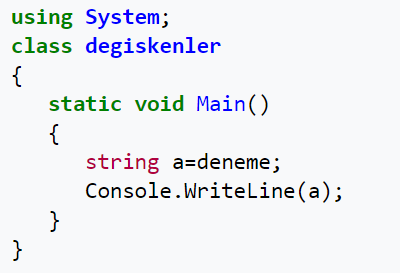 using System;
class degiskenler
{
   static void Main()
   {
      string a=deneme;
      Console.WriteLine(a);
   }
}